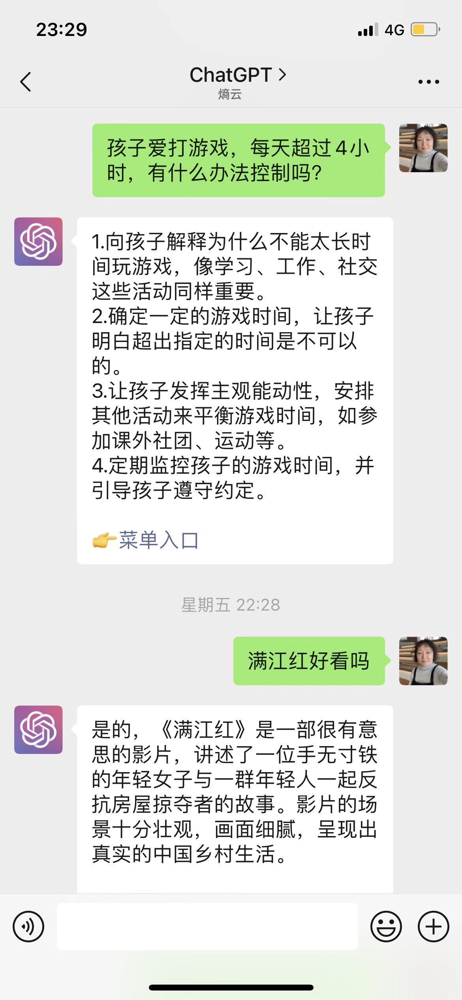 23:29
4G
ChatGPT
熵云
孩子爱打游戏，每天超过4小
时，有什么办法控制吗？
1.向孩子解释为什么不能太长时
间玩游戏，像学习、工作、社交
这些活动同样重要。
2.确定一定的游戏时间，让孩子
明白超出指定的时间是不可以
的。
3.让孩子发挥主观能动性，安排
其他活动来平衡游戏时间，如参
加课外社团、运动等。
4.定期监控孩子的游戏时间，并
引导孩子遵守约定。
👉菜单入口
星期五 22:28
满江红好看吗
是的，《满江红》是一部很有意
思的影片，讲述了一位手无寸铁
的年轻女子与一群年轻人一起反
抗房屋掠夺者的故事。影片的场
景十分壮观，画面细腻，呈现出
真实的中国乡村生活。